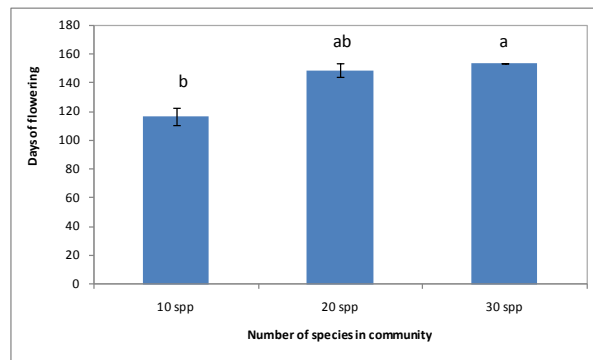 180
160
140
120
100
80
60
40
20
0
Days of flowering
b
ab
a
10 spp
20 spp
30 spp
Number of species in community